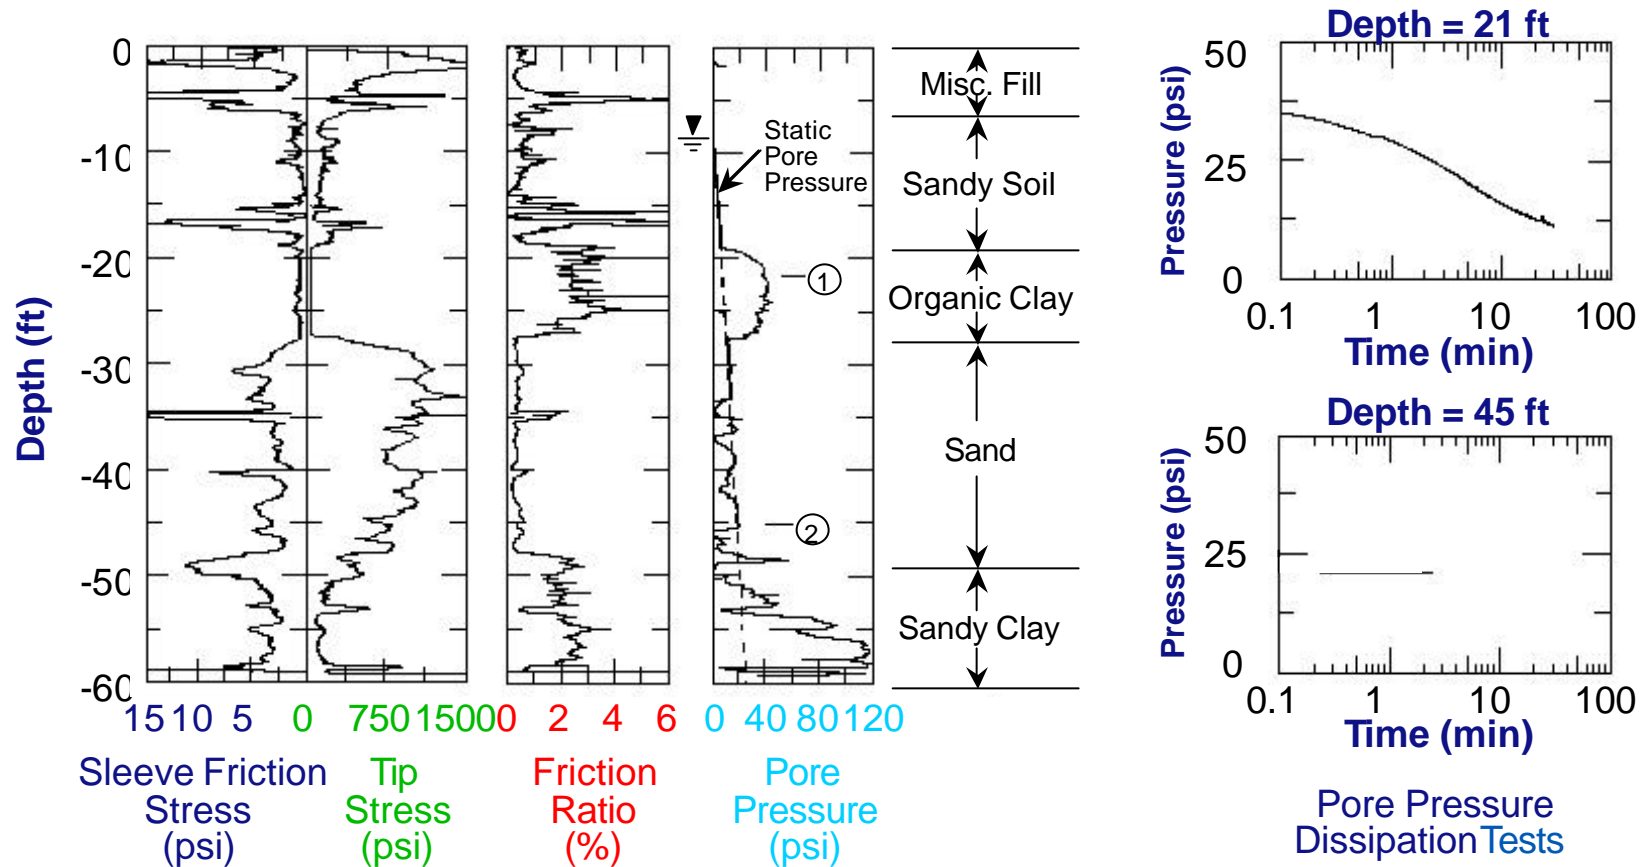 0
-10
-20
-30
-40
-50
-60
Depth (ft)
15 10 5 0
750 1500
Sleeve Friction
Stress
(psi)
Tip
Stress
(psi)
0 2 4 6
Friction
Ratio
(%)
Static
Pore
Pressure
1
2
0 40 80 120
Pore
Pressure
(psi)
Misc. Fill
Sandy Soil
Organic Clay
Sand
Sandy Clay
Depth = 21 ft
50
25
0
Pressure (psi)
0.1 1 10 100
Time (min)
Depth = 45 ft
50
25
0
Pressure (psi)
0.1 1 10 100
Time (min)
Pore Pressure
Dissipation Tests